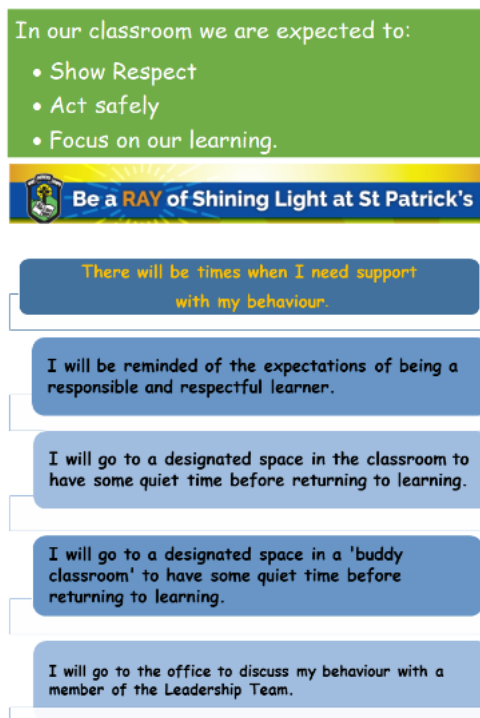 In our classroom we are expected to:
• Show Respect
• Act safely
• Focus on our learning.
Be a RAY of Shining Light at St Patrick's
There will be times when I need support
with my behaviour.
I will be reminded of the expectations of being a
responsible and respectful learner.
I will go to a designated space in the classroom to
have some quiet time before returning to learning.
I will go to a designated space in a 'buddy
classroom' to have some quiet time before
returning to learning.
I will go to the office to discuss my behaviour with a
member of the Leadership Team.